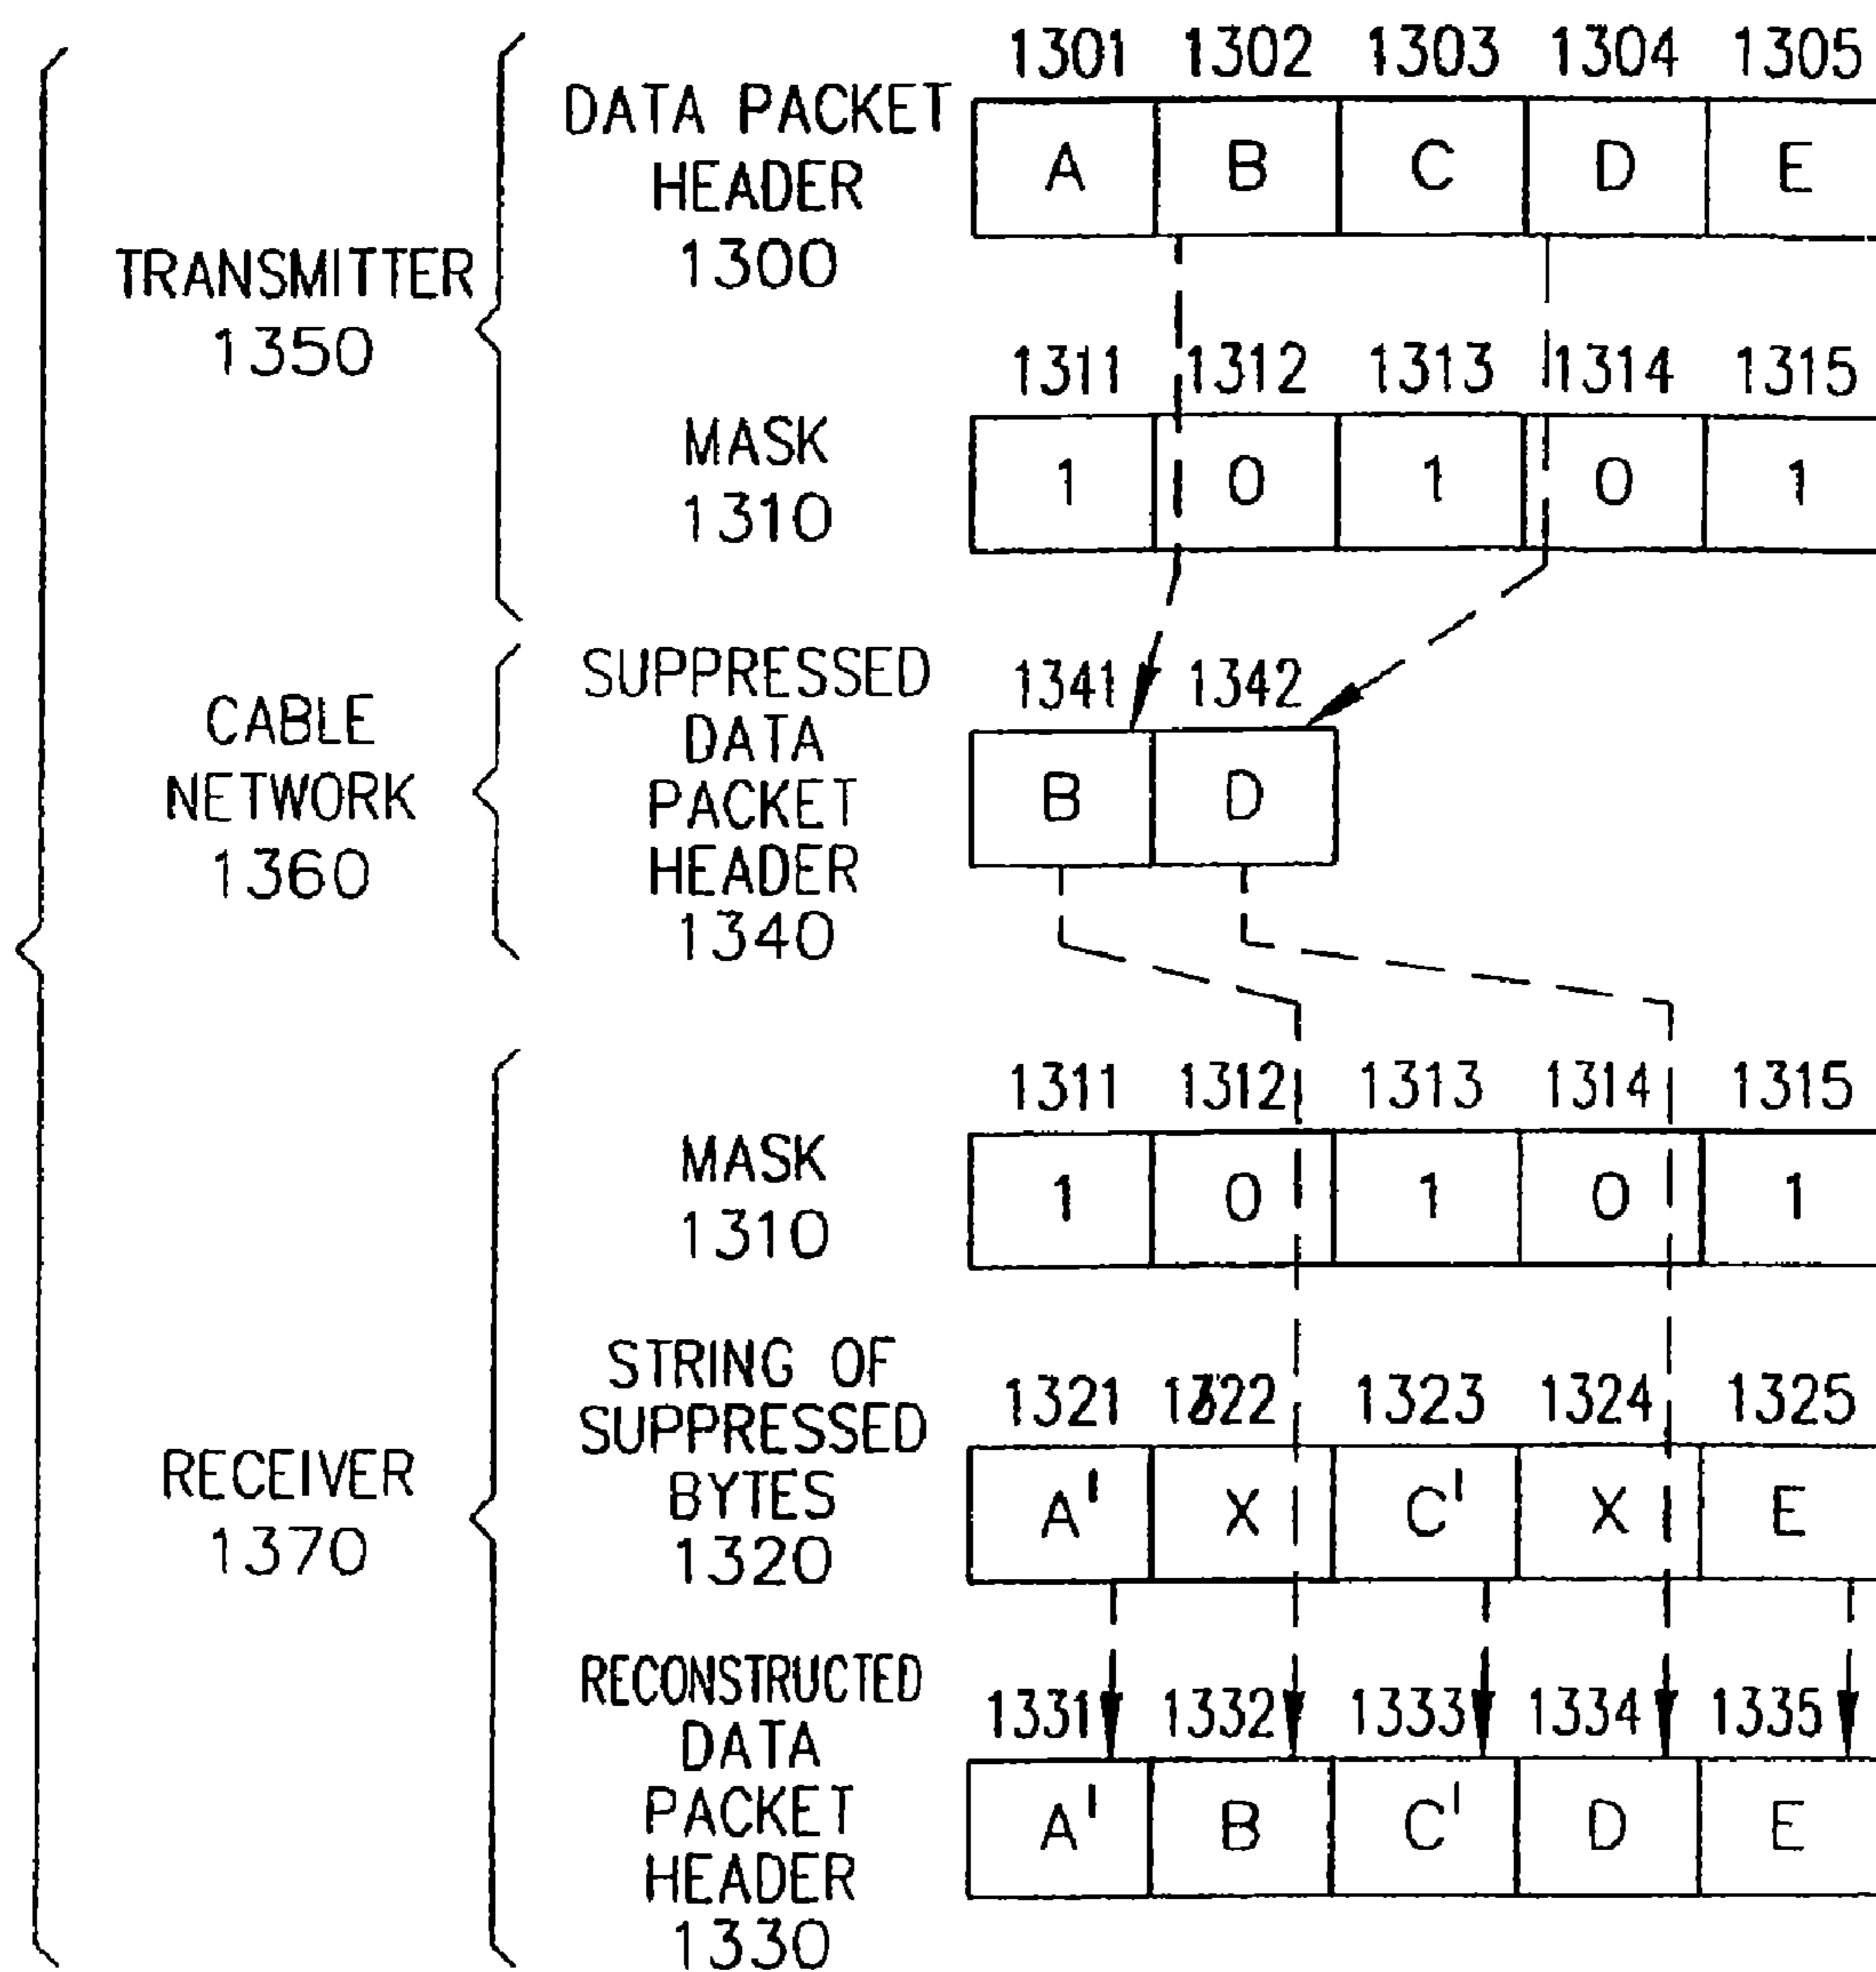 1301 1302 1303 1304 1305
DATA PACKET
HEADER
1300
A B C D E
TRANSMITTER
1350
1311 1312 1313 1314 1315
MASK
1310
1 0 1 0 1
CABLE
NETWORK
1360
SUPPRESSED
DATA
PACKET
HEADER
1340
1341 1342
B D
RECEIVER
1370
1311 1312 1313 1314 1315
MASK
1310
1 0 1 0 1
STRING OF
SUPPRESSED
BYTES
1320
1321 1322 1323 1324 1325
A' X C' X E
RECONSTRUCTED
DATA
PACKET
HEADER
1330
1331 1332 1333 1334 1335
A' B C' D E